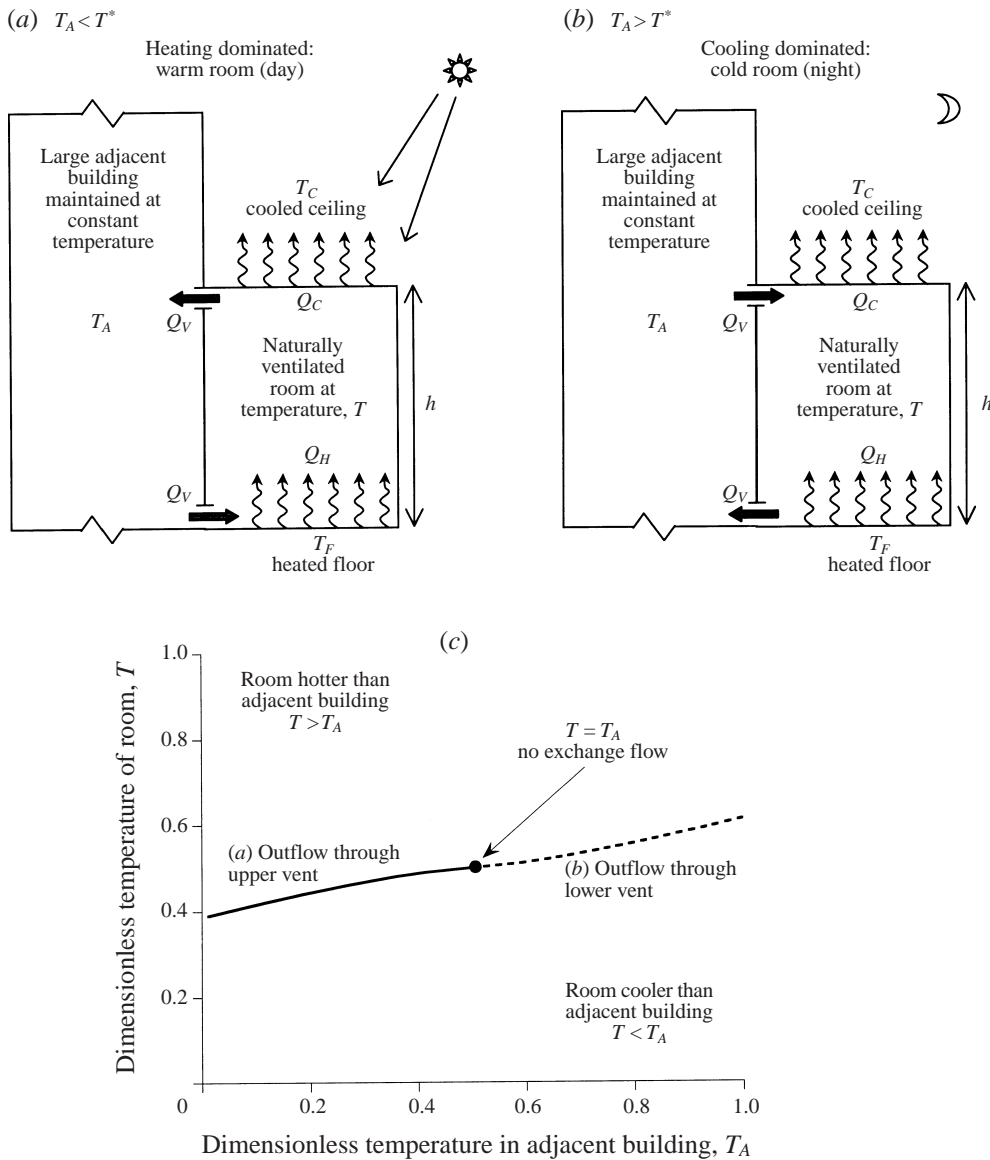 (a) T_A < T*
Heating dominated:
warm room (day)
Large adjacent
building
maintained at
constant
temperature
T_C
cooled ceiling
Q_C
Q_V
T_A
Naturally
ventilated
room at
temperature, T
h
Q_H
Q_V
T_F
heated floor
(b) T_A > T*
Cooling dominated:
cold room (night)
Large adjacent
building
maintained at
constant
temperature
T_C
cooled ceiling
Q_C
Q_V
T_A
Naturally
ventilated
room at
temperature, T
h
Q_H
Q_V
T_F
heated floor
(c)
Dimensionless temperature of room, T
1.0
0.8
0.6
0.4
0.2
Room hotter than
adjacent building
T > T_A
T = T_A
no exchange flow
(a) Outflow through
upper vent
(b) Outflow through
lower vent
Room cooler than
adjacent building
T < T_A
0 0.2 0.4 0.6 0.8 1.0
Dimensionless temperature in adjacent building, T_A